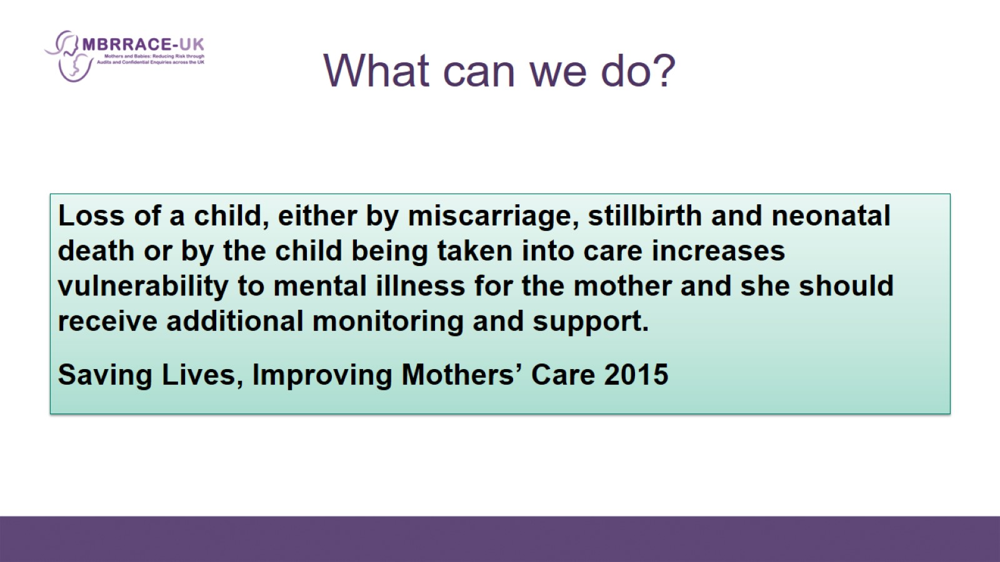 MBRRACE-UK
Mothers and Babies: Reducing Risk through
Audits and Confidential Enquiries across the UK
What can we do?
Loss of a child, either by miscarriage, stillbirth and neonatal
death or by the child being taken into care increases
vulnerability to mental illness for the mother and she should
receive additional monitoring and support.
Saving Lives, Improving Mothers’ Care 2015